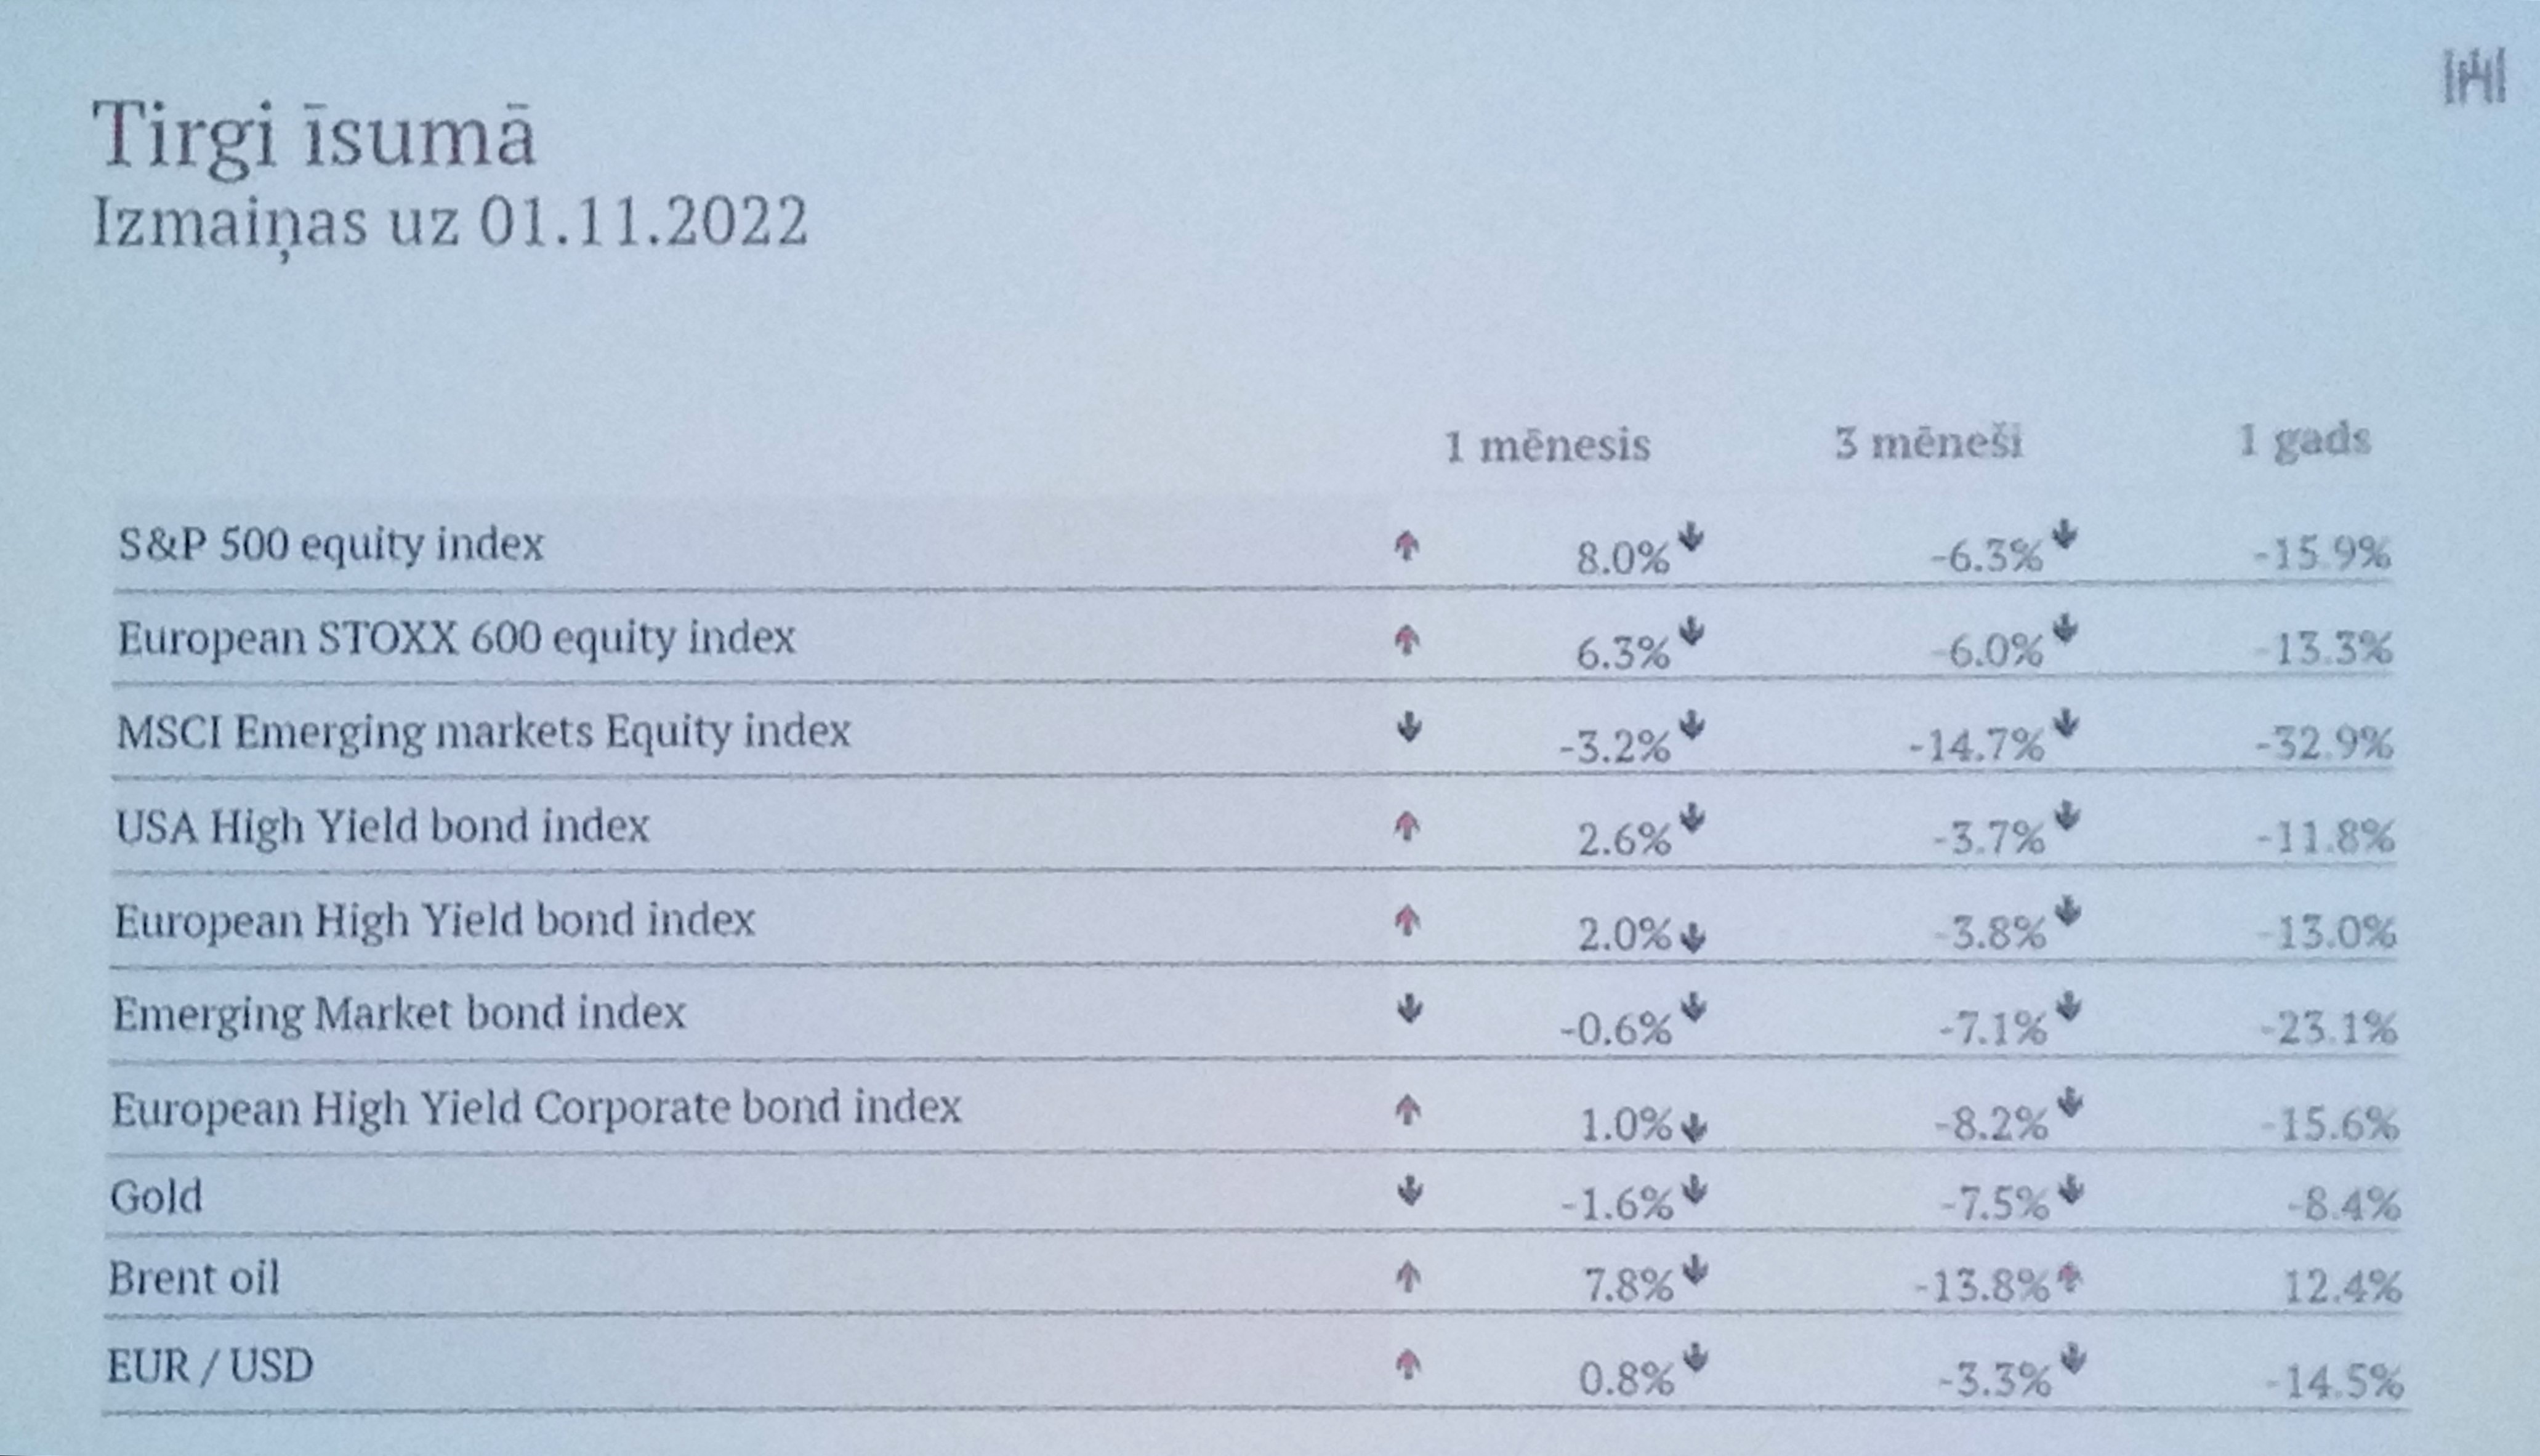 Tirgi īsumā
Izmaiņas uz 01.11.2022
1 mēnesis 3 mēneši 1 gads
S&P 500 equity index 8.0% -6.3% -15.9%
European STOXX 600 equity index 6.3% -6.0% -13.3%
MSCI Emerging markets Equity index -3.2% -14.7% -32.9%
USA High Yield bond index 2.6% -3.7% -11.8%
European High Yield bond index 2.0% -3.8% -13.0%
Emerging Market bond index -0.6% -7.1% -23.1%
European High Yield Corporate bond index 1.0% -8.2% -15.6%
Gold -1.6% -7.5% -8.4%
Brent oil 7.8% -13.8% 12.4%
EUR / USD 0.8% -3.3% -14.5%